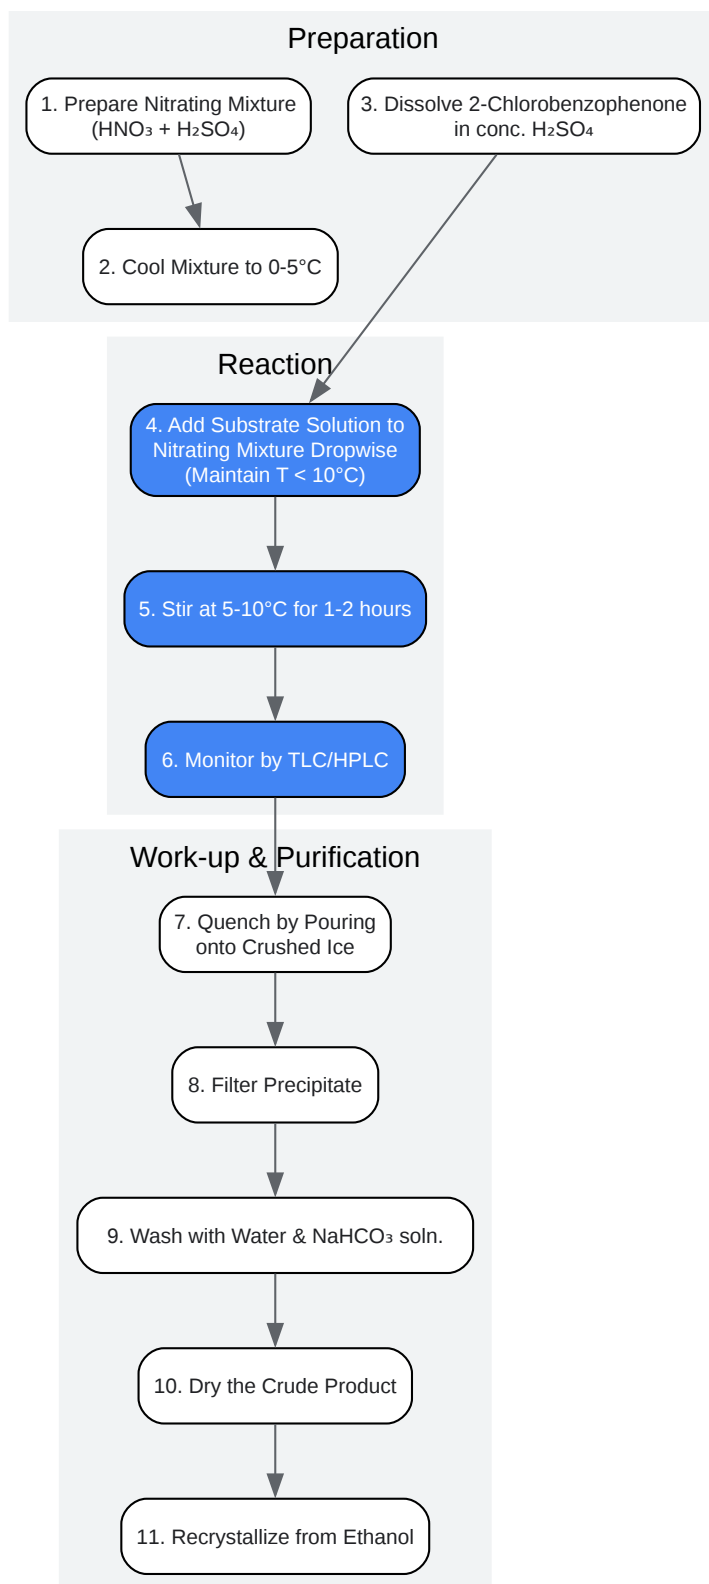 Preparation
1. Prepare Nitrating Mixture
(HNO₃ + H₂SO₄)
3. Dissolve 2-Chlorobenzophenone
in conc. H₂SO₄
2. Cool Mixture to 0-5°C
Reaction
4. Add Substrate Solution to
Nitrating Mixture Dropwise
(Maintain T < 10°C)
5. Stir at 5-10°C for 1-2 hours
6. Monitor by TLC/HPLC
Work-up & Purification
7. Quench by Pouring
onto Crushed Ice
8. Filter Precipitate
9. Wash with Water & NaHCO₃ soln.
10. Dry the Crude Product
11. Recrystallize from Ethanol